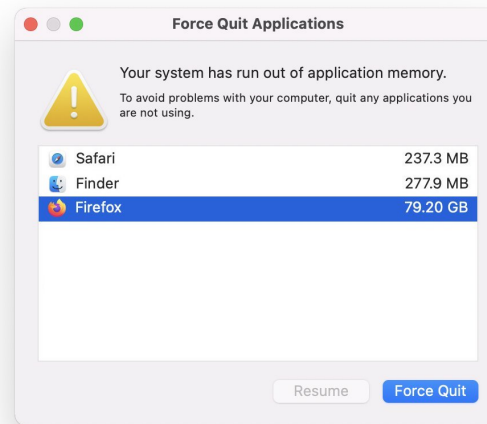 Force Quit Applications
Your system has run out of application memory.
To avoid problems with your computer, quit any applications you
are not using.
Safari 237.3 MB
Finder 277.9 MB
Firefox 79.20 GB
Resume Force Quit